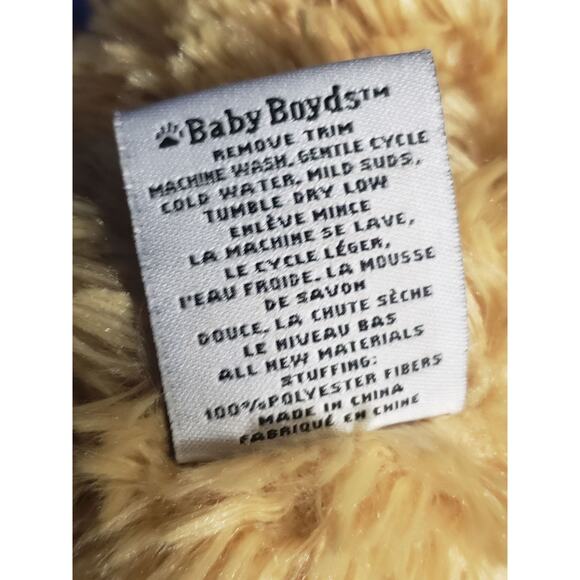 Baby Boyds™
REMOVE TRIM
MACHINE WASH, GENTLE CYCLE
COLD WATER, MILD SUDS,
TUMBLE DRY LOW
ENLÈVE MINCE
LA MACHINE SE LAVE,
LE CYCLE LÉGER,
l'EAU FROIDE, LA MOUSSE
DE SAVON
DOUCE, LA CHUTE SÈCHE
LE NIVEAU BAS
ALL NEW MATERIALS
STUFFING:
100% POLYESTER FIBERS
MADE IN CHINA
FABRIQUÉ EN CHINE